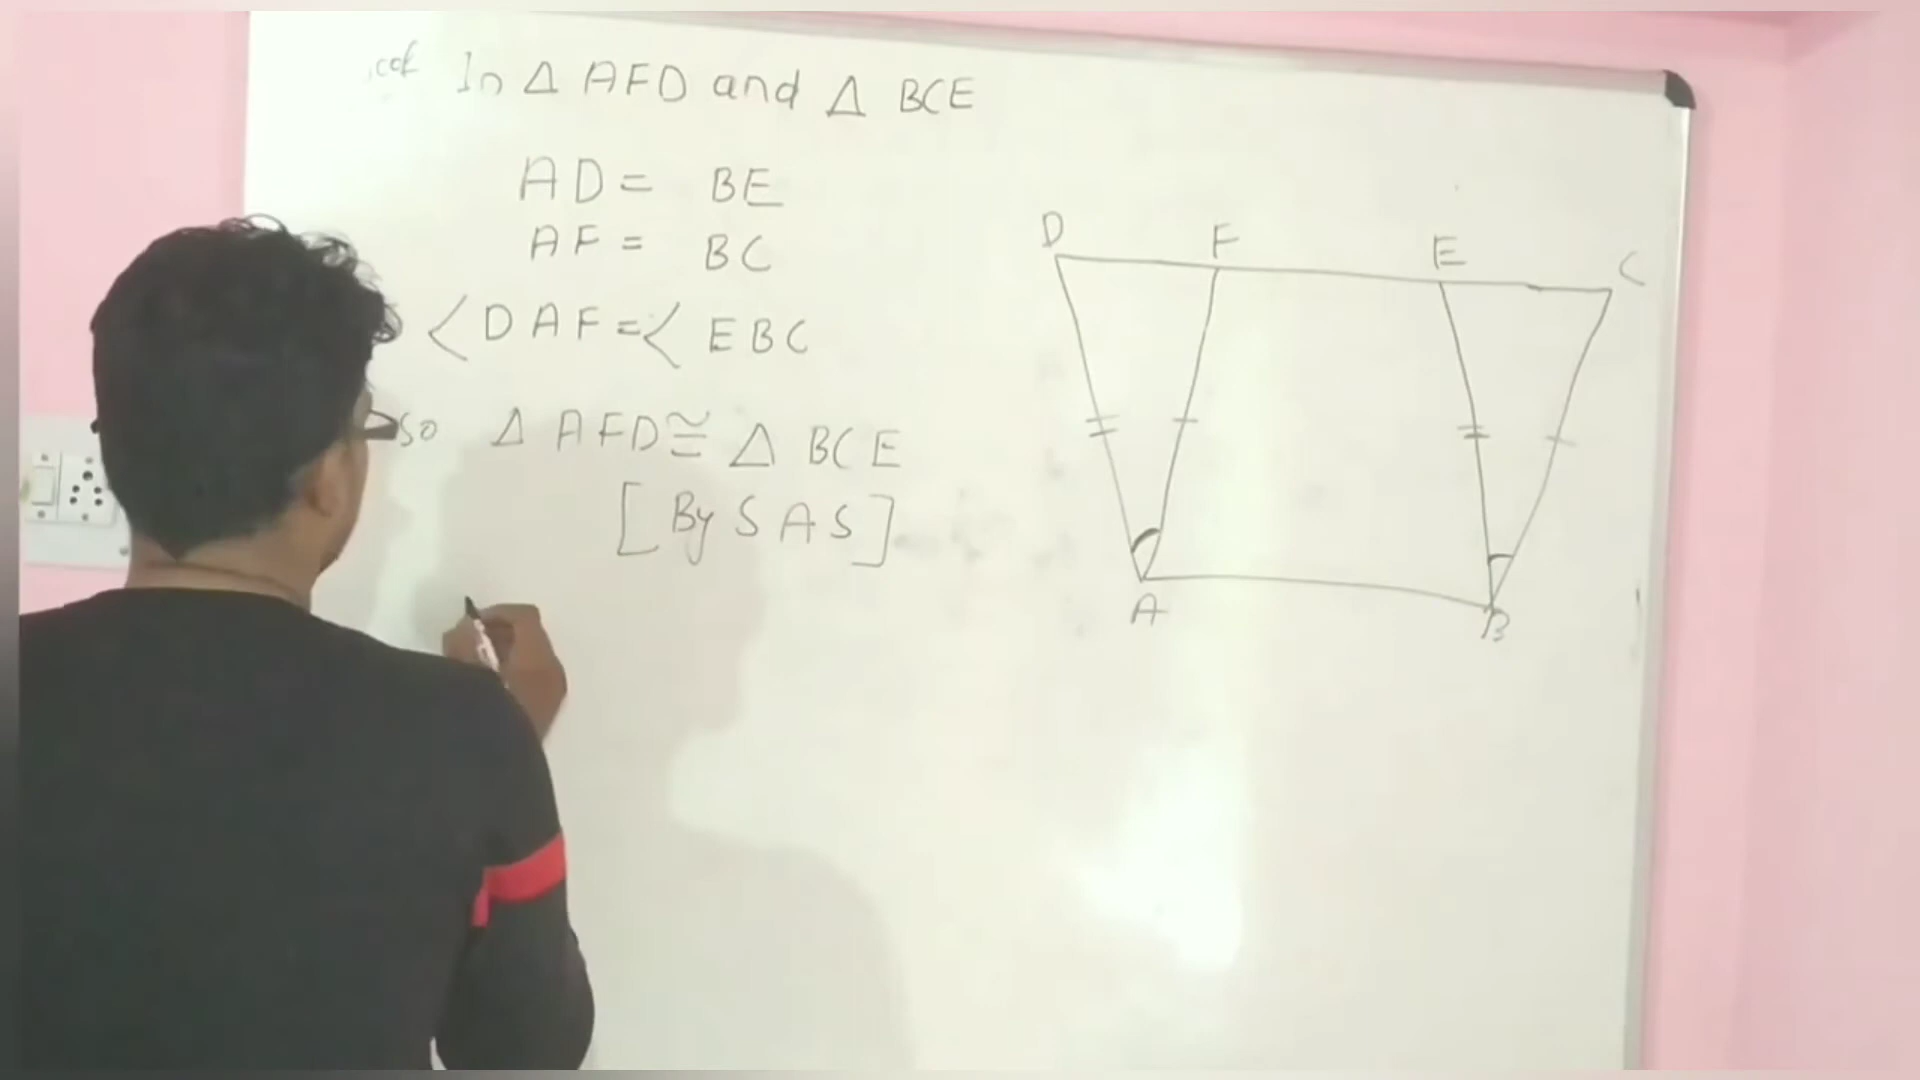 In Δ AFD and Δ BCE
AD = BE
AF = BC
<DAF=< EBC
so Δ AFD ≅ Δ BCE
[By SAS]
D F E C
A B